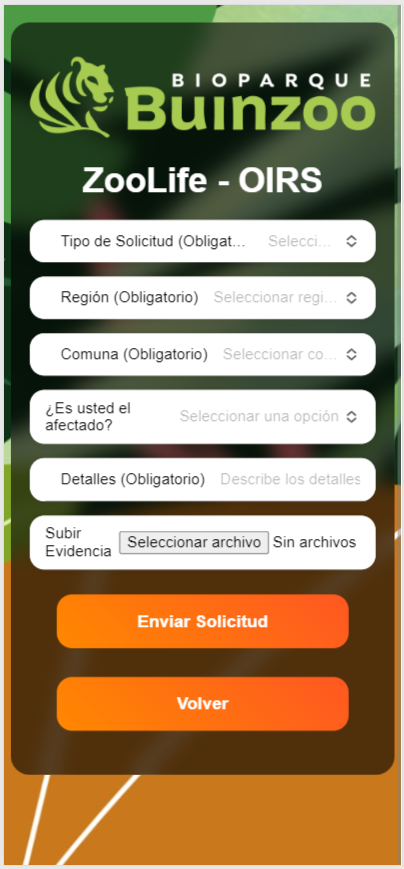 BIOPARQUE
Buinzoo
ZooLife - OIRS
Tipo de Solicitud (Obligat... Selecci...
Región (Obligatorio) Seleccionar regi...
Comuna (Obligatorio) Seleccionar co...
¿Es usted el
afectado? Seleccionar una opción
Detalles (Obligatorio) Describe los detalles
Subir
Evidencia Seleccionar archivo Sin archivos
Enviar Solicitud
Volver